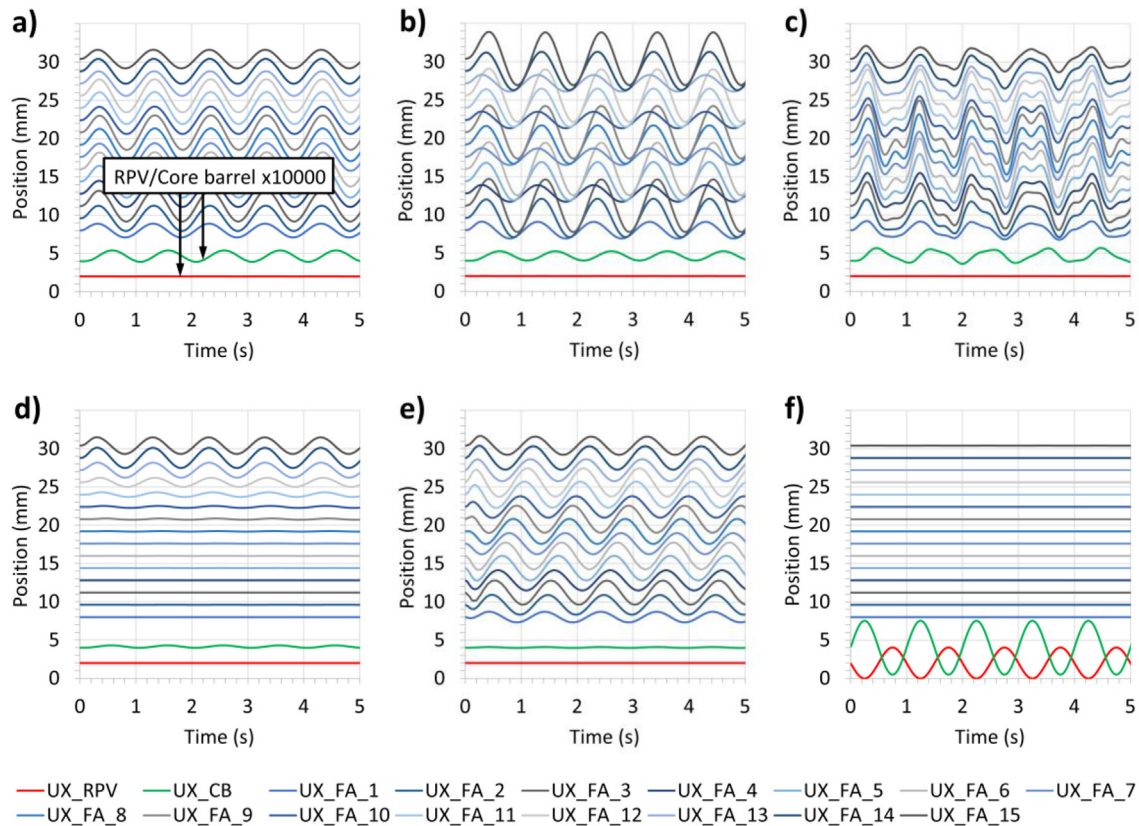 a)
b)
c)
Position (mm)
30
25
20
15
10
5
0
RPV/Core barrel x10000
0 1 2 3 4 5
Time (s)
Position (mm)
30
25
20
15
10
5
0
0 1 2 3 4 5
Time (s)
Position (mm)
30
25
20
15
10
5
0
0 1 2 3 4 5
Time (s)
d)
e)
f)
Position (mm)
30
25
20
15
10
5
0
0 1 2 3 4 5
Time (s)
Position (mm)
30
25
20
15
10
5
0
0 1 2 3 4 5
Time (s)
Position (mm)
30
25
20
15
10
5
0
0 1 2 3 4 5
Time (s)
UX_RPV UX_CB UX_FA_1 UX_FA_2 UX_FA_3 UX_FA_4 UX_FA_5 UX_FA_6 UX_FA_7
UX_FA_8 UX_FA_9 UX_FA_10 UX_FA_11 UX_FA_12 UX_FA_13 UX_FA_14 UX_FA_15